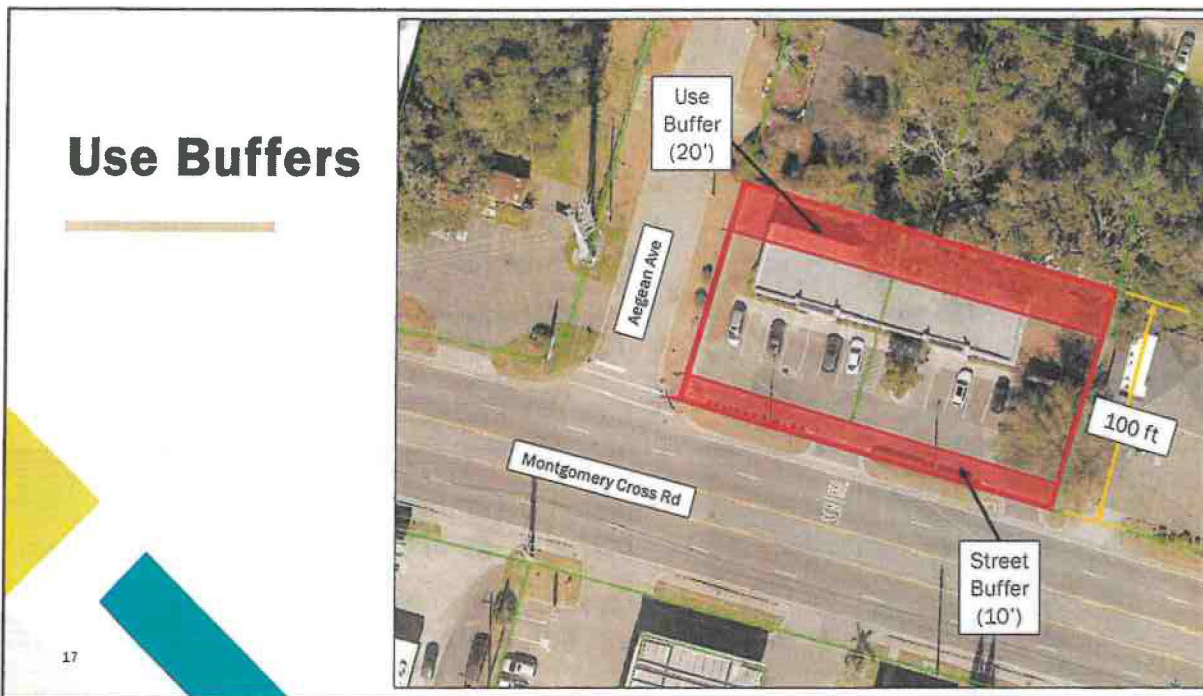 Use Buffers
Use
Buffer
(20')
Aegean Ave
100 ft
Montgomery Cross Rd
Street
Buffer
(10')
17